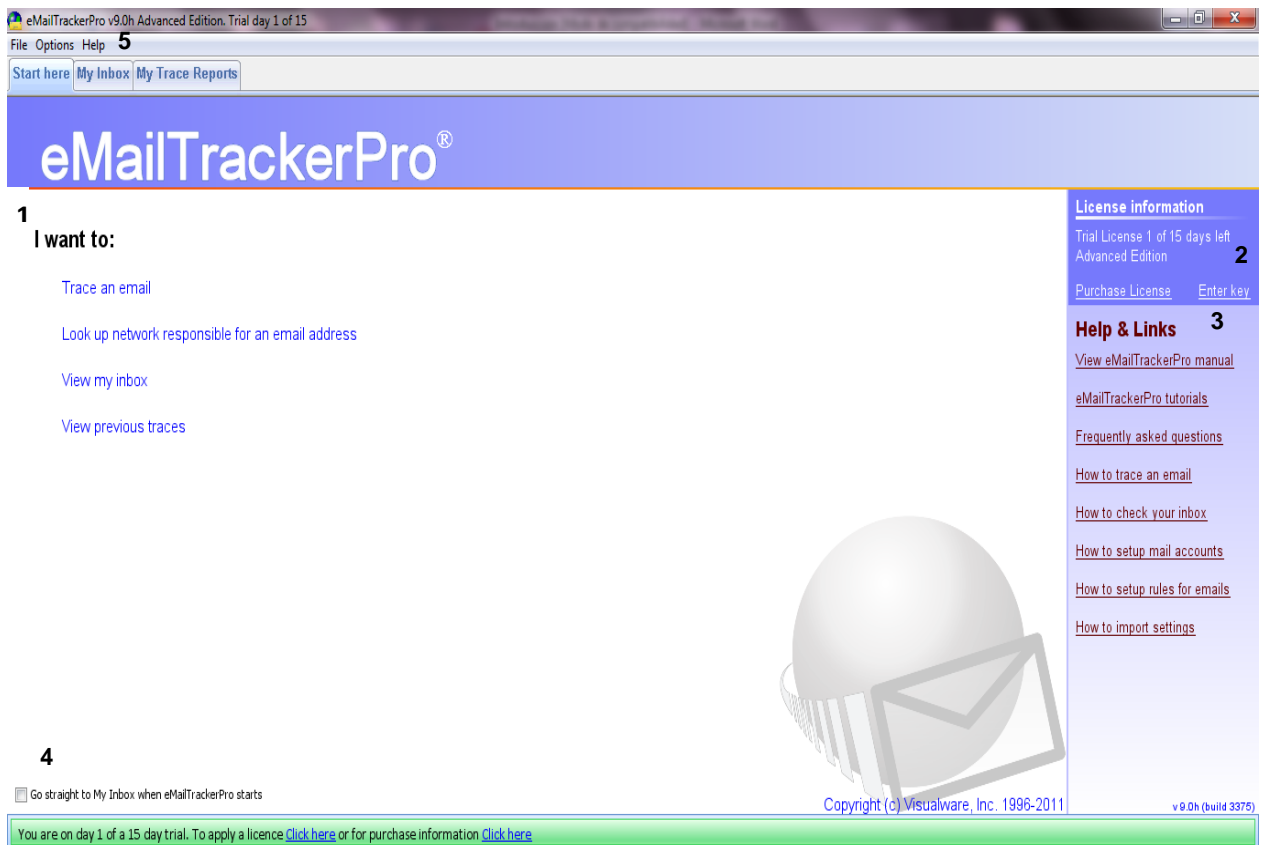 eMailTrackerPro v9.0h Advanced Edition. Trial day 1 of 15
File Options Help 5
Start here My Inbox My Trace Reports
eMailTrackerPro®
1
I want to:
Trace an email
Look up network responsible for an email address
View my inbox
View previous traces
License information
Trial License 1 of 15 days left
Advanced Edition 2
Purchase License Enter key
3
Help & Links
View eMailTrackerPro manual
eMailTrackerPro tutorials
Frequently asked questions
How to trace an email
How to check your inbox
How to setup mail accounts
How to setup rules for emails
How to import settings
4
Go straight to My Inbox when eMailTrackerPro starts
Copyright (c) Visualware, Inc. 1996-2011
v 9.0h (build 3375)
You are on day 1 of a 15 day trial. To apply a licence Click here or for purchase information Click here